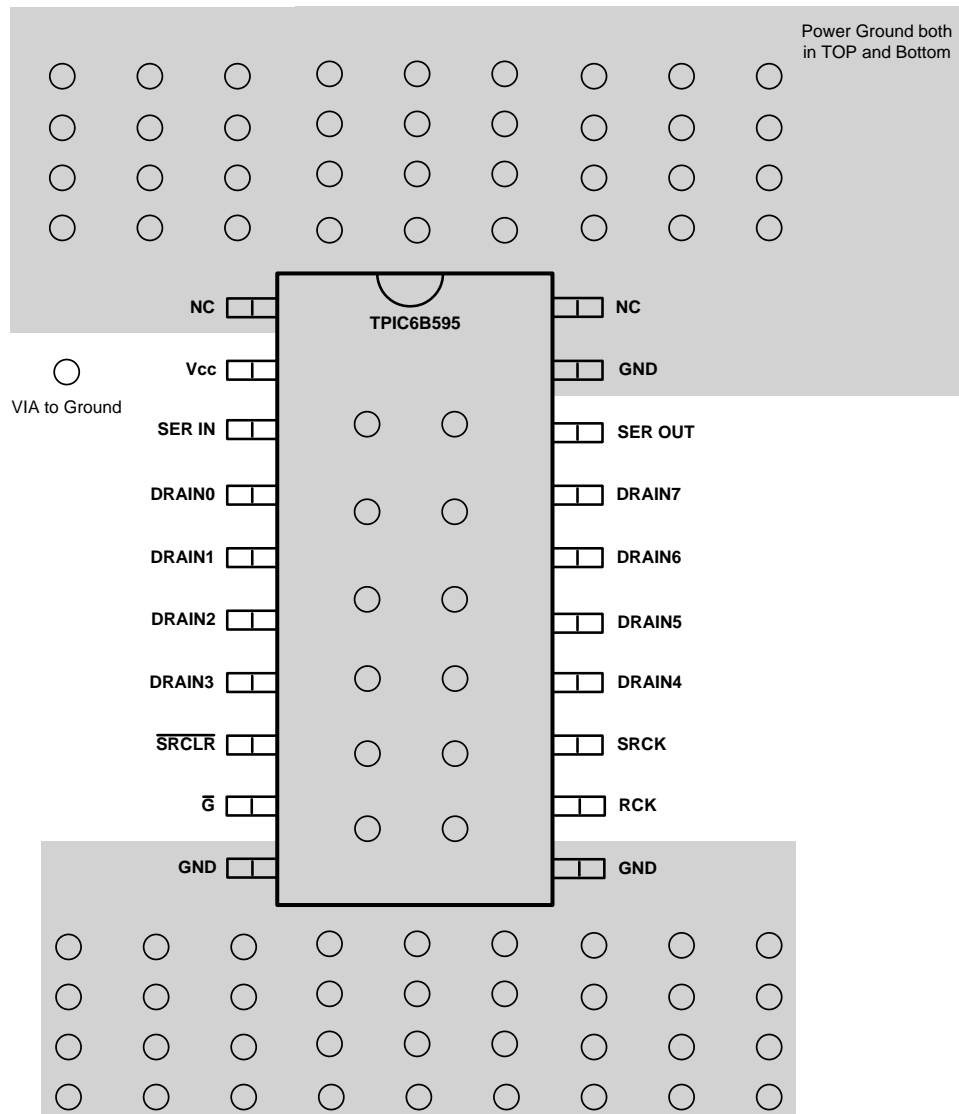 Power Ground both
in TOP and Bottom
NC
TPIC6B595
NC
Vcc
GND
VIA to Ground
SER IN
SER OUT
DRAIN0
DRAIN7
DRAIN1
DRAIN6
DRAIN2
DRAIN5
DRAIN3
DRAIN4
S̅R̅C̅L̅R̅
SRCK
G̅
RCK
GND
GND